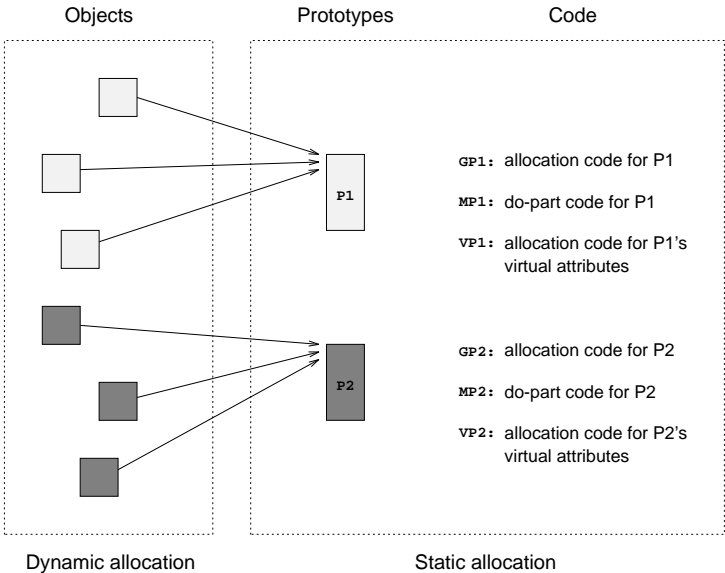 Objects
Prototypes
Code
P1
GP1: allocation code for P1
MP1: do-part code for P1
VP1: allocation code for P1's
virtual attributes
P2
GP2: allocation code for P2
MP2: do-part code for P2
VP2: allocation code for P2's
virtual attributes
Dynamic allocation
Static allocation